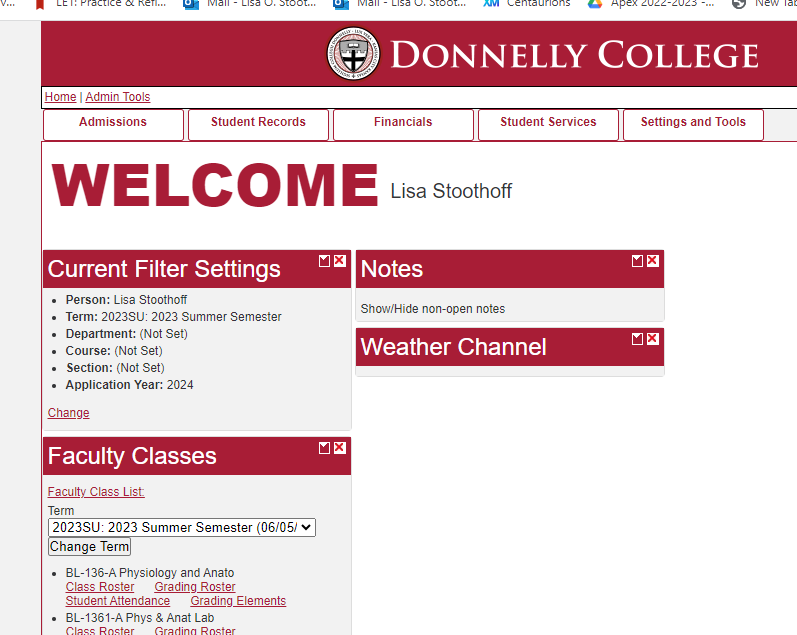 LET: Practice & Refl...
Mail - Lisa O. Stoot...
Mail - Lisa O. Stoot...
Centaurions
Apex 2022-2023 -...
New Tab
DONNELLY COLLEGE
Home | Admin Tools
Admissions
Student Records
Financials
Student Services
Settings and Tools
WELCOME Lisa Stoothoff
Current Filter Settings
Person: Lisa Stoothoff
Term: 2023SU: 2023 Summer Semester
Department: (Not Set)
Course: (Not Set)
Section: (Not Set)
Application Year: 2024
Change
Notes
Show/Hide non-open notes
Weather Channel
Faculty Classes
Faculty Class List:
Term
2023SU: 2023 Summer Semester (06/05/
Change Term
BL-136-A Physiology and Anato
Class Roster Grading Roster
Student Attendance Grading Elements
BL-1361-A Phys & Anat Lab
Class Roster Grading Roster